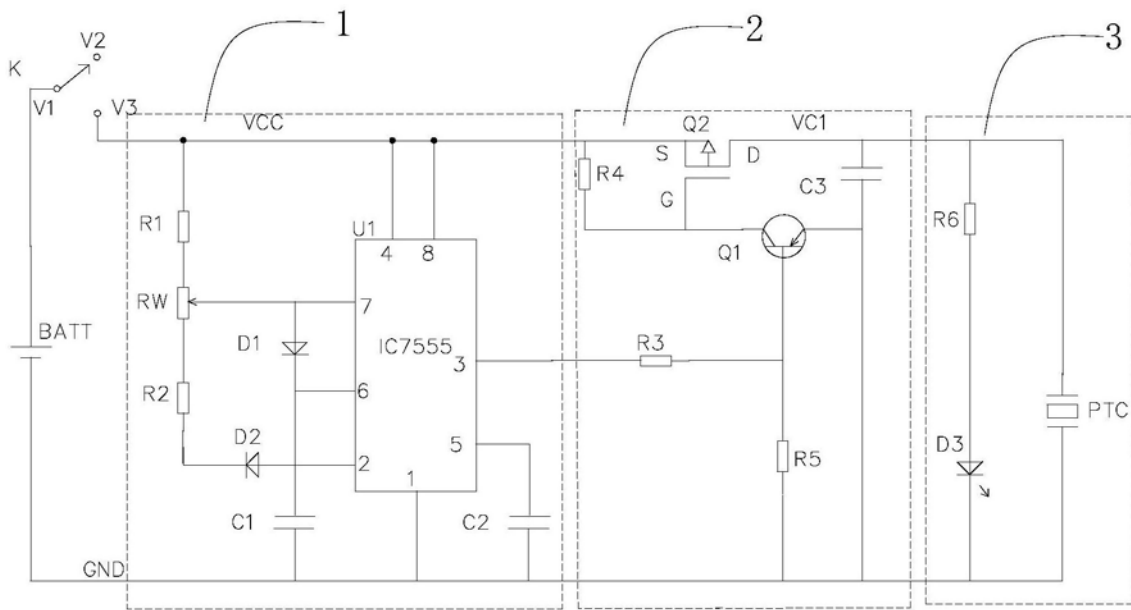 1
2
3
K
V2
V1
V3
VCC
Q2
VC1
S
D
R4
C3
G
R1
U1
4
8
Q1
R6
RW
7
BATT
D1
IC7555
3
R3
R2
6
PTC
D2
5
D3
2
R5
1
C1
C2
GND